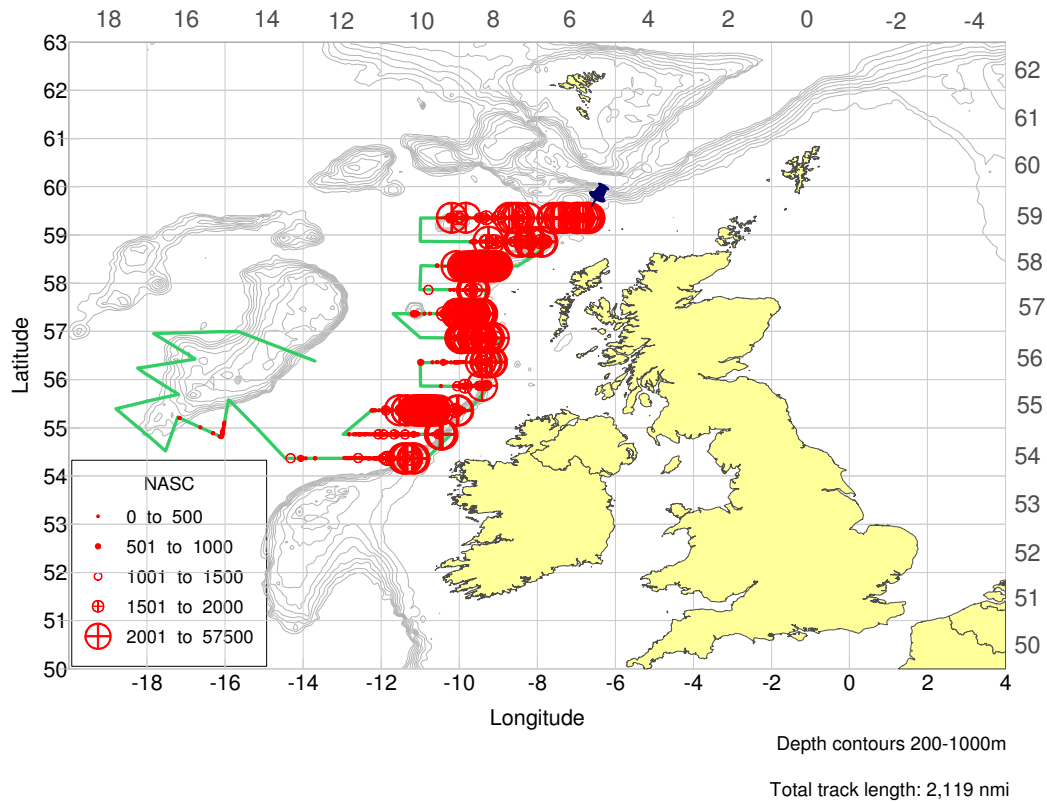 18 16 14 12 10 8 6 4 2 0 -2 -4
63
62
61
60
59
58
57
56
55
54
53
52
51
50
Latitude
62
61
60
59
58
57
56
55
54
53
52
51
50
NASC
0 to 500
501 to 1000
1001 to 1500
1501 to 2000
2001 to 57500
-18 -16 -14 -12 -10 -8 -6 -4 -2 0 2 4
Longitude
Depth contours 200-1000m
Total track length: 2,119 nmi